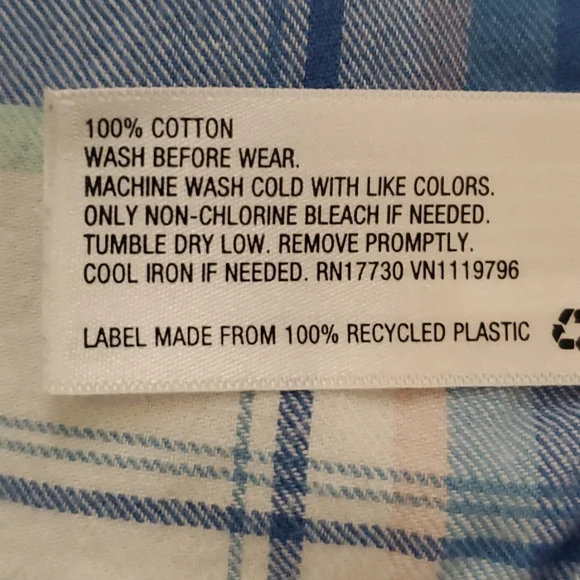 100% COTTON
WASH BEFORE WEAR.
MACHINE WASH COLD WITH LIKE COLORS.
ONLY NON-CHLORINE BLEACH IF NEEDED.
TUMBLE DRY LOW. REMOVE PROMPTLY.
COOL IRON IF NEEDED. RN17730 VN1119796
LABEL MADE FROM 100% RECYCLED PLASTIC